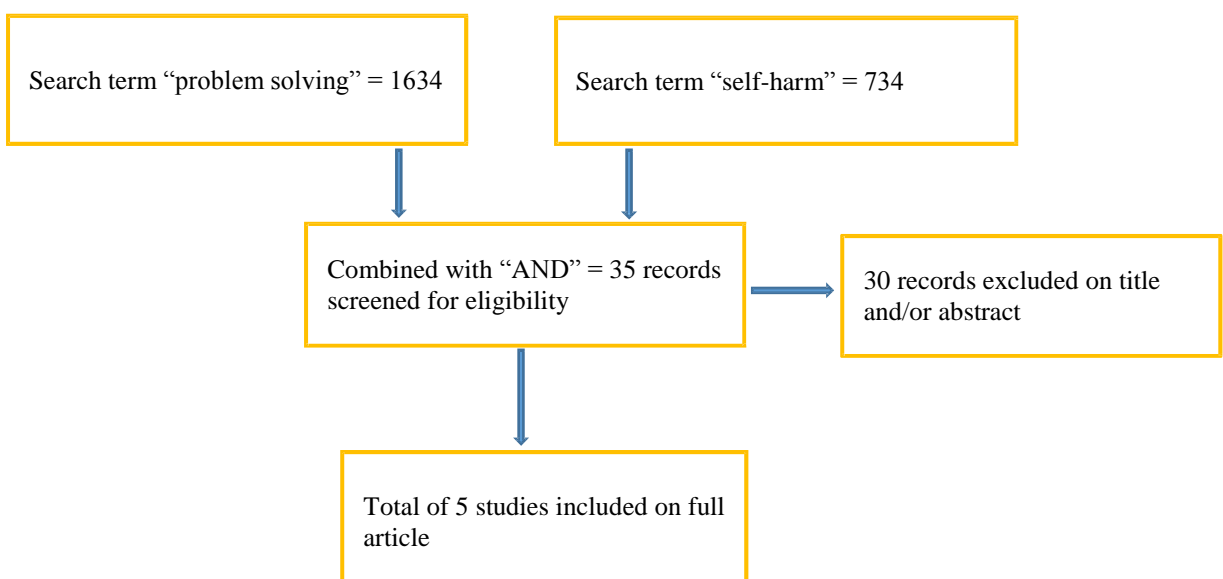 Search term “problem solving” = 1634
Search term “self-harm” = 734
Combined with “AND” = 35 records
screened for eligibility
30 records excluded on title
and/or abstract
Total of 5 studies included on full
article